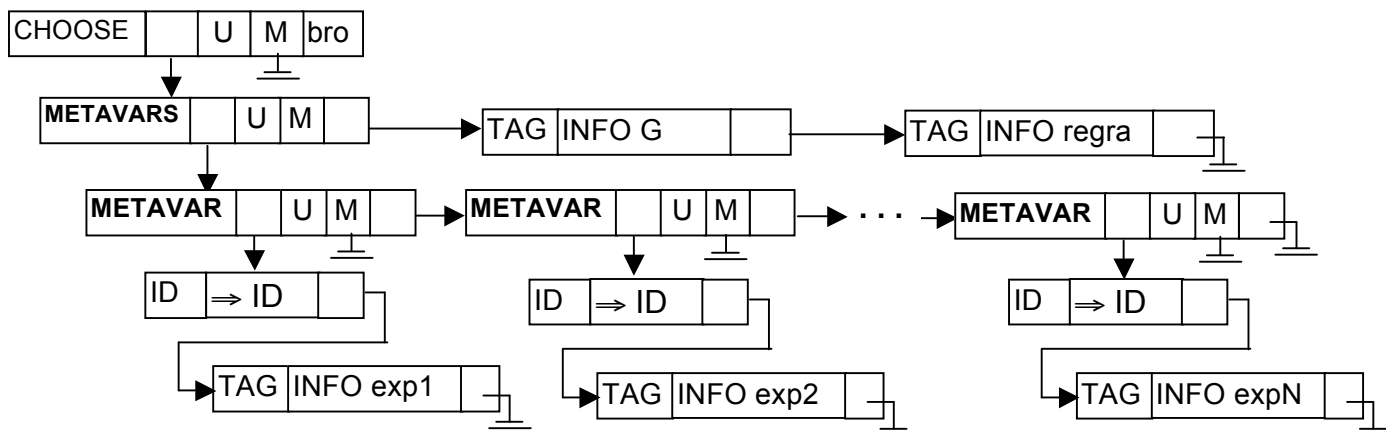 CHOOSE U M bro
METAVARS U M TAG INFO G TAG INFO regra
METAVAR U M METAVAR U M . . . METAVAR U M
ID ⇒ ID ID ⇒ ID ID ⇒ ID
TAG INFO exp1 TAG INFO exp2 TAG INFO expN